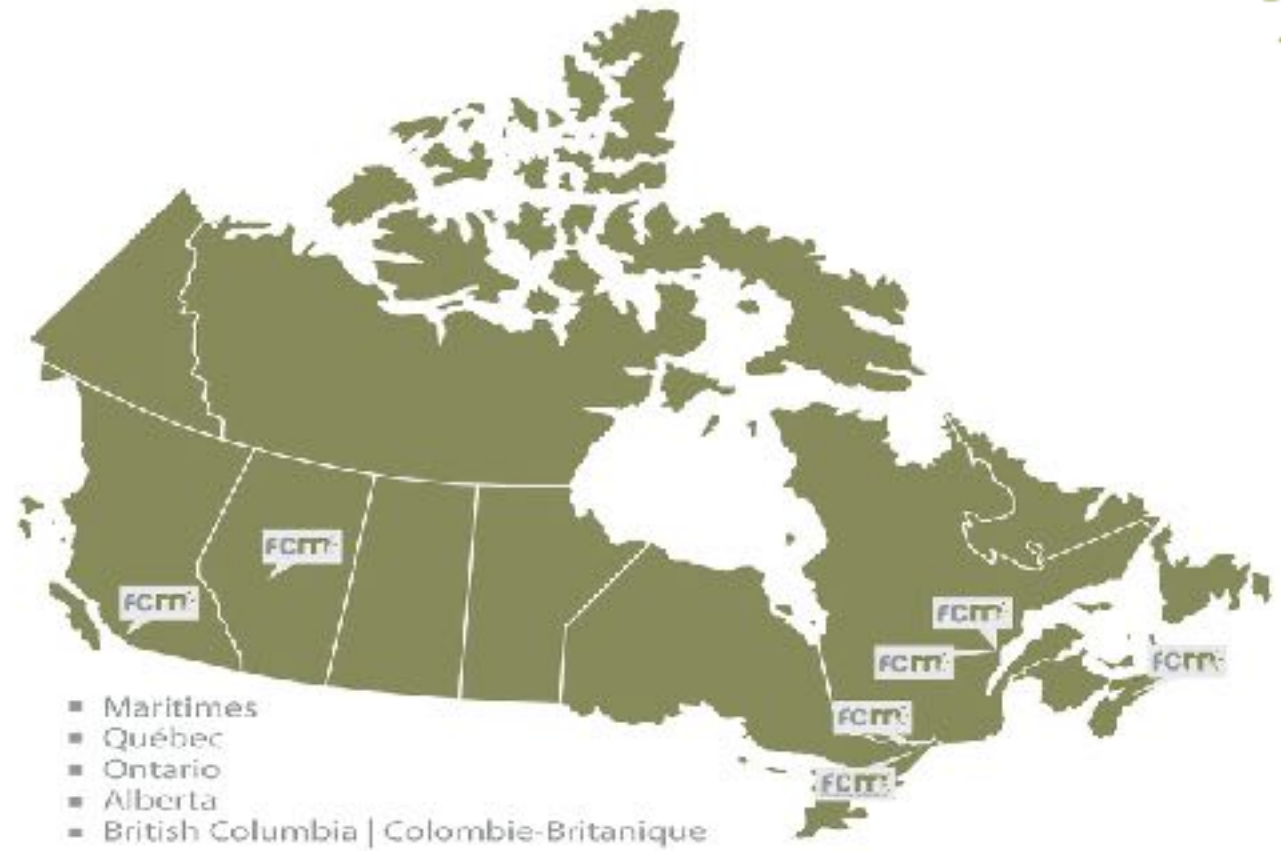 FCm
FCm
FCm
FCm
FCm
FCm
FCm
▪ Maritimes
▪ Québec
▪ Ontario
▪ Alberta
▪ British Columbia | Colombie-Britanique